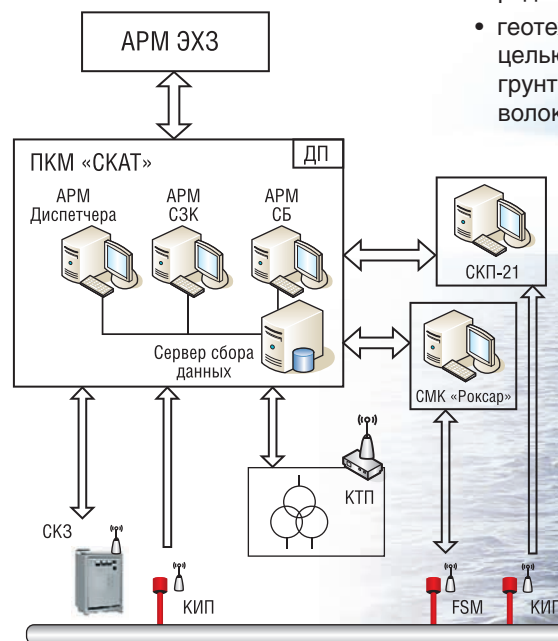 АРМ ЭХЗ
• геоте
целью
грунт
волок
ПКМ «СКАТ»
ДП
АРМ
Диспетчера
АРМ
СЗК
АРМ
СБ
Сервер сбора
данных
СКП-21
СМК «Роксар»
КТП
СКЗ
КИП
FSM
КИП